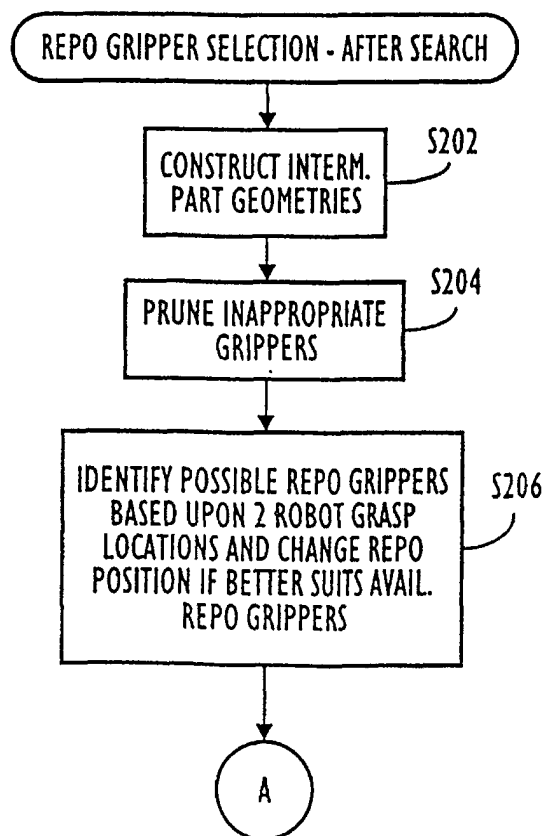 REPO GRIPPER SELECTION - AFTER SEARCH
S202
CONSTRUCT INTERM.
PART GEOMETRIES
S204
PRUNE INAPPROPRIATE
GRIPPERS
S206
IDENTIFY POSSIBLE REPO GRIPPERS
BASED UPON 2 ROBOT GRASP
LOCATIONS AND CHANGE REPO
POSITION IF BETTER SUITS AVAIL.
REPO GRIPPERS
A